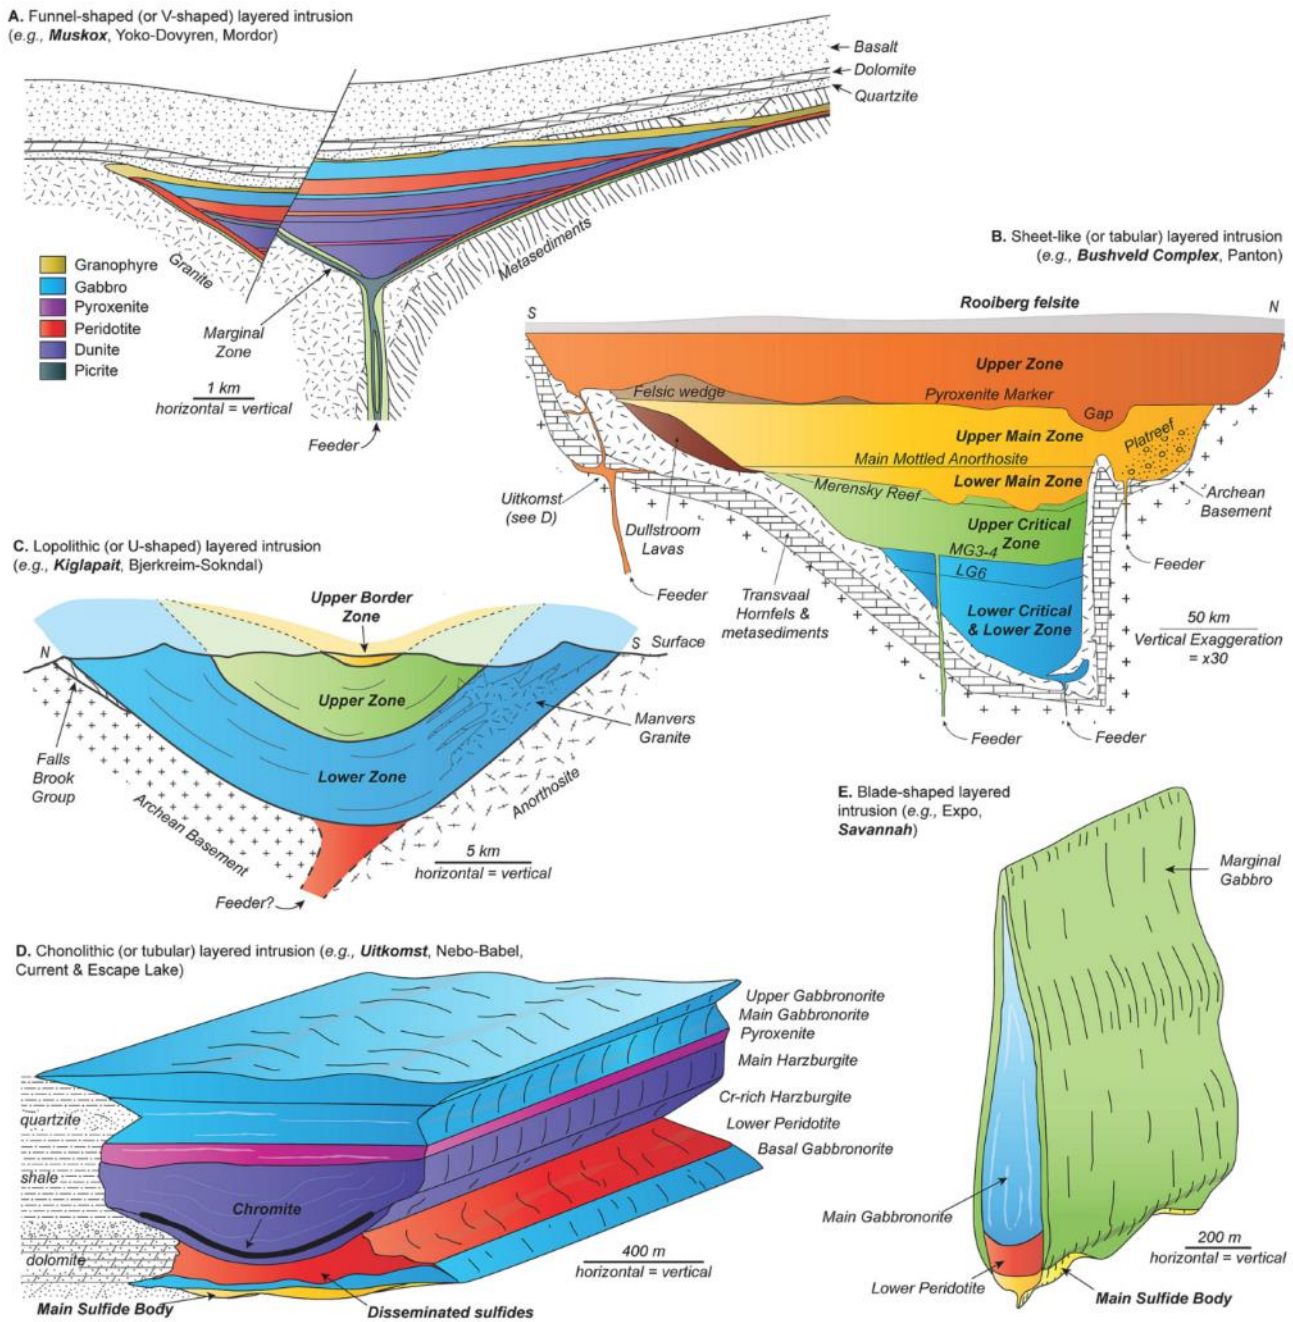 A. Funnel-shaped (or V-shaped) layered intrusion
(e.g., Muskox, Yoko-Dovyren, Mordor)
Basalt
Dolomite
Quartzite
Granophyre
Gabbro
Pyroxenite
Peridotite
Dunite
Picrite
1 km
horizontal = vertical
Granite
Marginal
Zone
Metasediments
Feeder
B. Sheet-like (or tabular) layered intrusion
(e.g., Bushveld Complex, Panton)
Rooiberg felsite
S
N
Upper Zone
Felsic wedge
Pyroxenite Marker
Gap
Upper Main Zone
Platreef
Main Mottled Anorthosite
Lower Main Zone
Merensky Reef
Upper Critical
Zone
MG3-4
LG6
Lower Critical
& Lower Zone
Uitkomst
(see D)
Dullstroom
Lavas
Feeder
Transvaal
Hornfels &
metasediments
Archean
Basement
Feeder
50 km
Vertical Exaggeration
= x30
Feeder
Feeder
C. Lopolithic (or U-shaped) layered intrusion
(e.g., Kiglapait, Bjerkreim-Sokndal)
Upper Border
Zone
N
S
Surface
Upper Zone
Lower Zone
Manvers
Granite
Falls
Brook
Group
Archean Basement
Anorthosite
5 km
horizontal = vertical
Feeder?
D. Chonolithic (or tubular) layered intrusion (e.g., Uitkomst, Nebo-Babel,
Current & Escape Lake)
Upper Gabbronorite
Main Gabbronorite
Pyroxenite
Main Harzburgite
Cr-rich Harzburgite
Lower Peridotite
Basal Gabbronorite
quartzite
shale
dolomite
Chromite
400 m
horizontal = vertical
Main Sulfide Body
Disseminated sulfides
E. Blade-shaped layered
intrusion (e.g., Expo,
Savannah)
Marginal
Gabbro
Main Gabbronorite
Lower Peridotite
200 m
horizontal = vertical
Main Sulfide Body